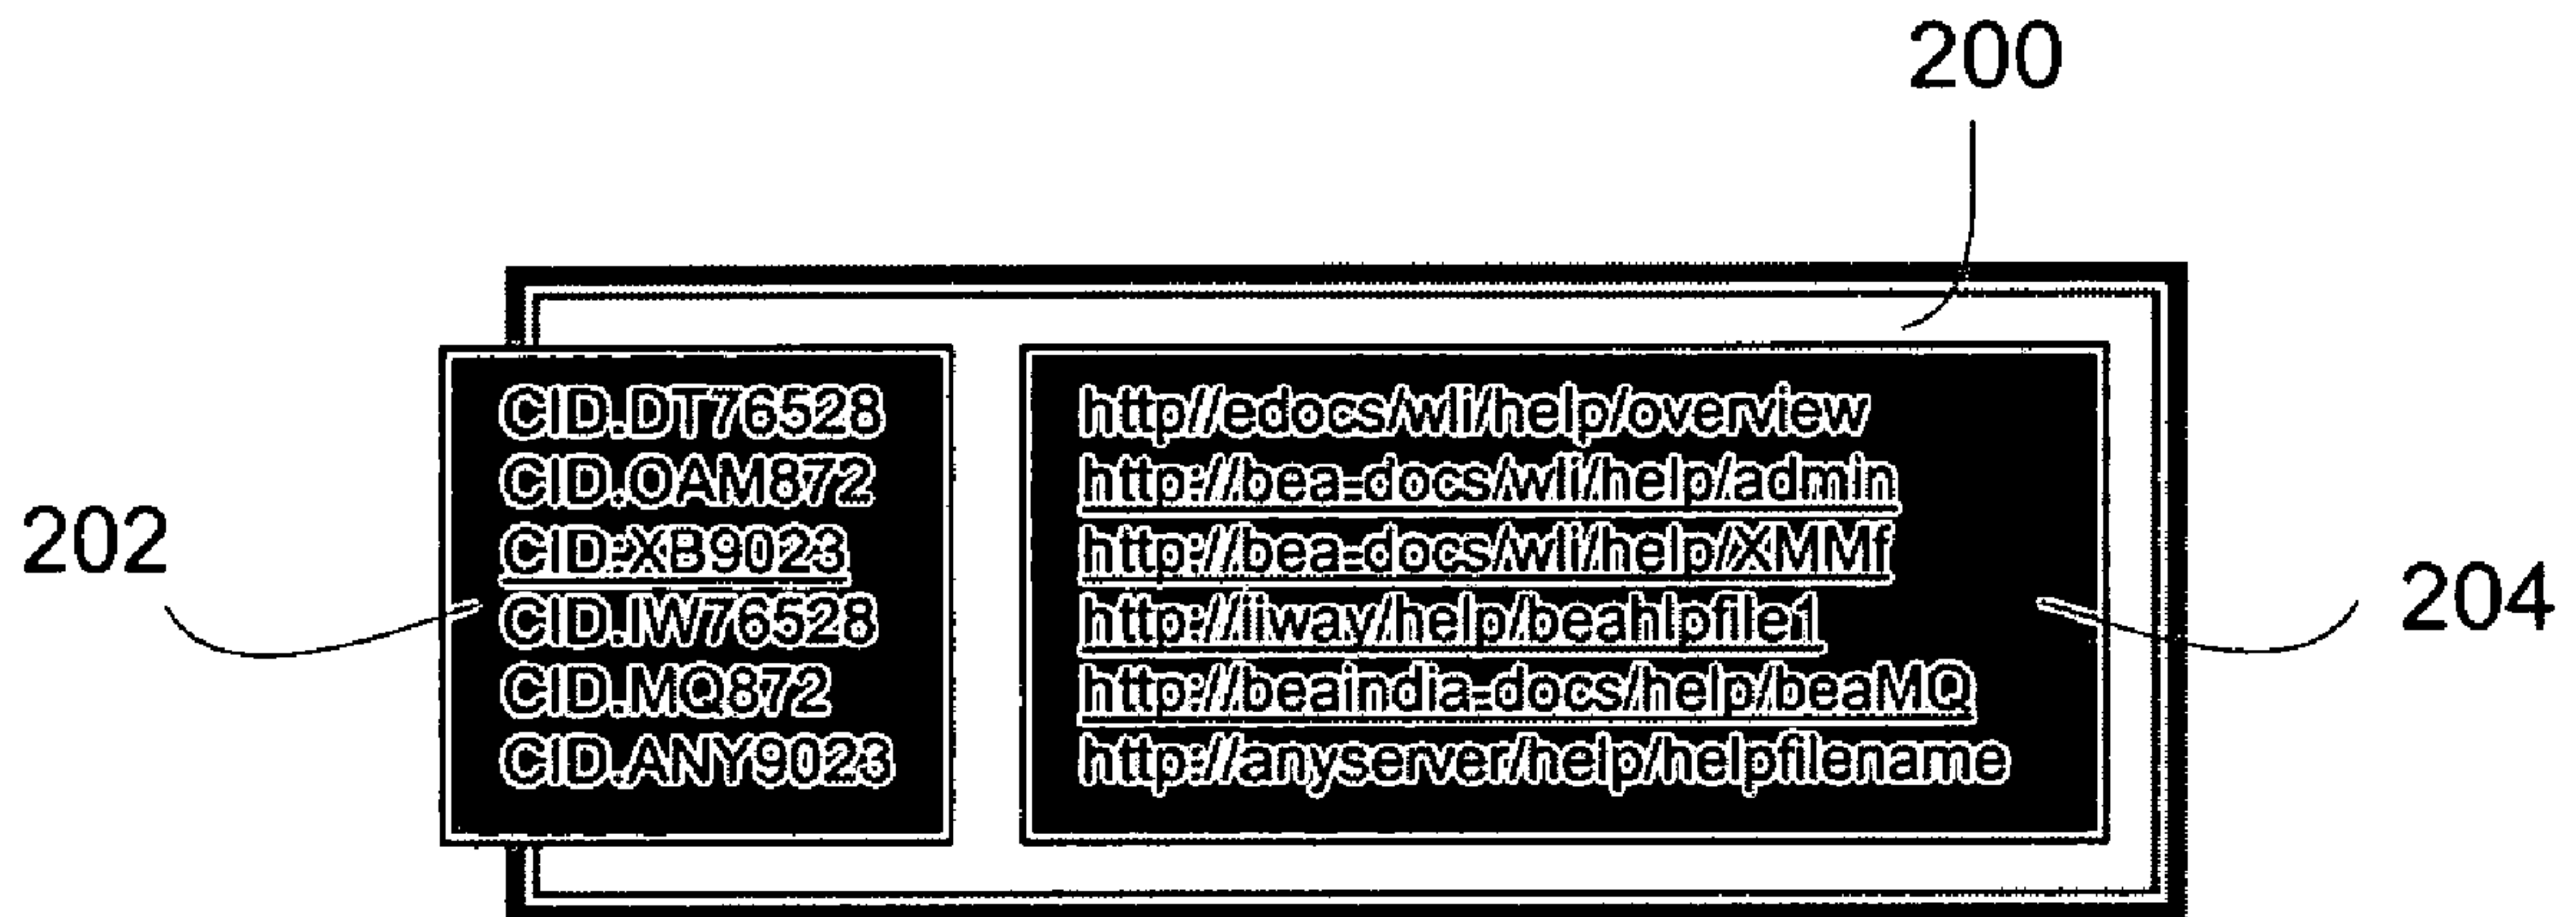 200
CID.DT76528
CID.OAM872
CID.XB9023
CID.IW76528
CID.MQ872
CID.ANY9023
http//edocs/wli/help/overview
http://bea-docs/wli/help/admin
http://bea-docs/wli/help/XMMf
http://iiway/help/beahlpfile1
http://beaindia-docs/help/beaMQ
http://anyserver/help/helpfilename
202
204